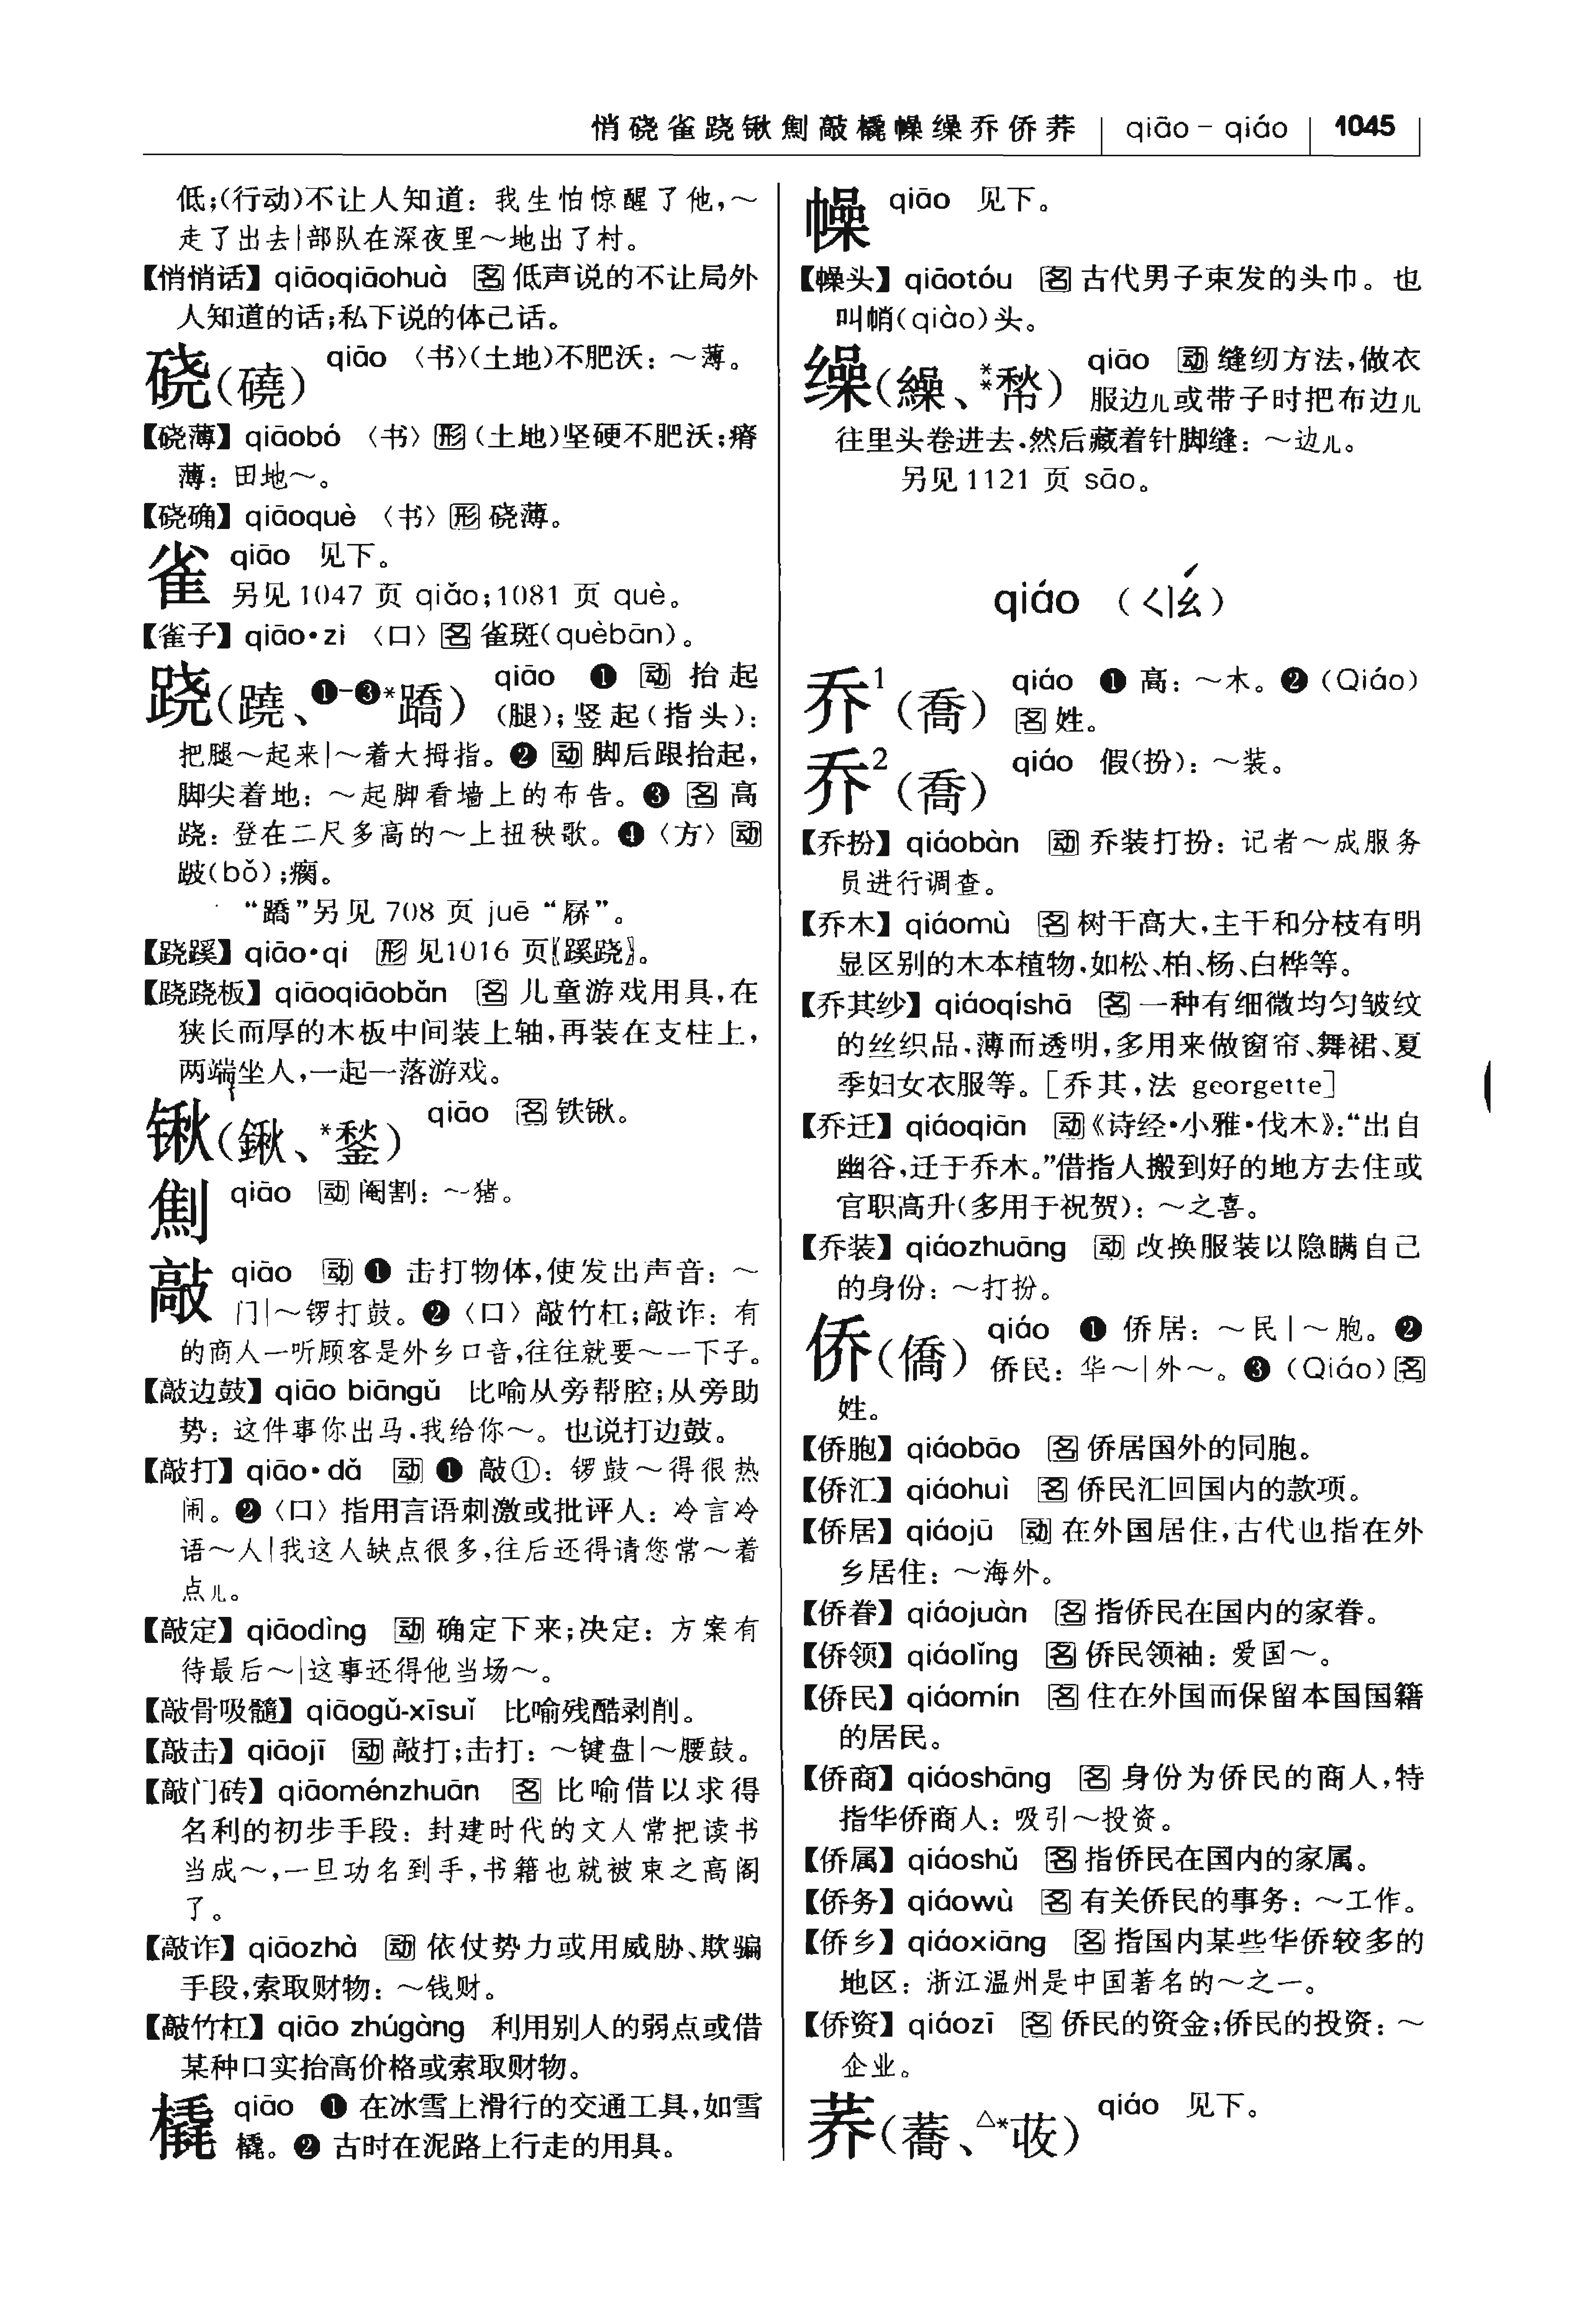 悄硗雀跷锹劁敲橇幧缲乔侨荞 qiāo－qiáo 1045
低；(行动)不让人知道：我生怕惊醒了他，～
走了出去|部队在深夜里～地出了村。
【悄悄话】qiāoqiāohuà 名 低声说的不让局外
人知道的话；私下说的体己话。
硗(磽) qiāo 〈书〉(土地)不肥沃：～薄。
【硗薄】qiāobó 〈书〉形 (土地)坚硬不肥沃；瘠
薄：田地～。
【硗确】qiāoquè 〈书〉形 硗薄。
雀 qiāo 见下。
另见1047 页 qiǎo；1081 页 què。
【雀子】qiāo·zi 〈口〉名 雀斑(quèbān)。
跷(蹺、❶-❸*蹻) qiāo ❶ 动 抬起
(腿)；竖起(指头)：
把腿～起来|～着大拇指。❷ 动 脚后跟抬起，
脚尖着地：～起脚看墙上的布告。❸ 名 高
跷：登在二尺多高的～上扭秧歌。❹〈方〉动
跛(bǒ)；瘸。
“蹻”另见 708 页 juē “屩”。
【跷蹊】qiāo·qi 形 见1016 页〖蹊跷〗。
【跷跷板】qiāoqiāobǎn 名 儿童游戏用具，在
狭长而厚的木板中间装上轴，再装在支柱上，
两端坐人，一起一落游戏。
锹(鍬、*鍫) qiāo 名 铁锹。
劁 qiāo 动 阉割：～猪。
敲 qiāo 动 ❶ 击打物体，使发出声音：～
门|～锣打鼓。❷〈口〉敲竹杠；敲诈：有
的商人一听顾客是外乡口音，往往就要～一下子。
【敲边鼓】qiāo biāngǔ 比喻从旁帮腔；从旁助
势：这件事你出马，我给你～。也说打边鼓。
【敲打】qiāo·dǎ 动 ❶ 敲①：锣鼓～得很热
闹。❷〈口〉指用言语刺激或批评人：冷言冷
语～人|我这人缺点很多，往后还得请您常～着
点儿。
【敲定】qiāodìng 动 确定下来；决定：方案有
待最后～|这事还得他当场～。
【敲骨吸髓】qiāogǔ-xīsuǐ 比喻残酷剥削。
【敲击】qiāojī 动 敲打；击打：～键盘|～腰鼓。
【敲门砖】qiāoménzhuān 名 比喻借以求得
名利的初步手段：封建时代的文人常把读书
当成～，一旦功名到手，书籍也就被束之高阁
了。
【敲诈】qiāozhà 动 依仗势力或用威胁、欺骗
手段，索取财物：～钱财。
【敲竹杠】qiāo zhúgàng 利用别人的弱点或借
某种口实抬高价格或索取财物。
橇 qiāo ❶ 在冰雪上滑行的交通工具，如雪
橇。❷ 古时在泥路上行走的用具。
幧 qiāo 见下。
【幧头】qiāotóu 名 古代男子束发的头巾。也
叫帩(qiào)头。
缲(繰、**帤) qiāo 动 缝纫方法，做衣
服边儿或带子时把布边儿
往里头卷进去，然后藏着针脚缝：～边儿。
另见1121 页 sāo。
qiáo (ㄑㄧㄠˊ)
乔¹(喬) qiáo ❶ 高：～木。❷ (Qiáo)
名 姓。
乔²(喬) qiáo 假(扮)：～装。
【乔扮】qiáobàn 动 乔装打扮：记者～成服务
员进行调查。
【乔木】qiáomù 名 树干高大，主干和分枝有明
显区别的木本植物，如松、柏、杨、白桦等。
【乔其纱】qiáoqíshā 名 一种有细微均匀皱纹
的丝织品，薄而透明，多用来做窗帘、舞裙、夏
季妇女衣服等。［乔其，法 georgette］
【乔迁】qiáoqiān 动《诗经·小雅·伐木》：“出自
幽谷，迁于乔木。”借指人搬到好的地方去住或
官职高升(多用于祝贺)：～之喜。
【乔装】qiáozhuāng 动 改换服装以隐瞒自己
的身份：～打扮。
侨(僑) qiáo ❶ 侨居：～民|～胞。❷
侨民：华～|外～。❸ (Qiáo) 名
姓。
【侨胞】qiáobāo 名 侨居国外的同胞。
【侨汇】qiáohuì 名 侨民汇回国内的款项。
【侨居】qiáojū 动 在外国居住，古代也指在外
乡居住：～海外。
【侨眷】qiáojuàn 名 指侨民在国内的家眷。
【侨领】qiáolǐng 名 侨民领袖：爱国～。
【侨民】qiáomín 名 住在外国而保留本国国籍
的居民。
【侨商】qiáoshāng 名 身份为侨民的商人，特
指华侨商人：吸引～投资。
【侨属】qiáoshǔ 名 指侨民在国内的家属。
【侨务】qiáowù 名 有关侨民的事务：～工作。
【侨乡】qiáoxiāng 名 指国内某些华侨较多的
地区：浙江温州是中国著名的～之一。
【侨资】qiáozī 名 侨民的资金；侨民的投资：～
企业。
荞(蕎、△*荍) qiáo 见下。